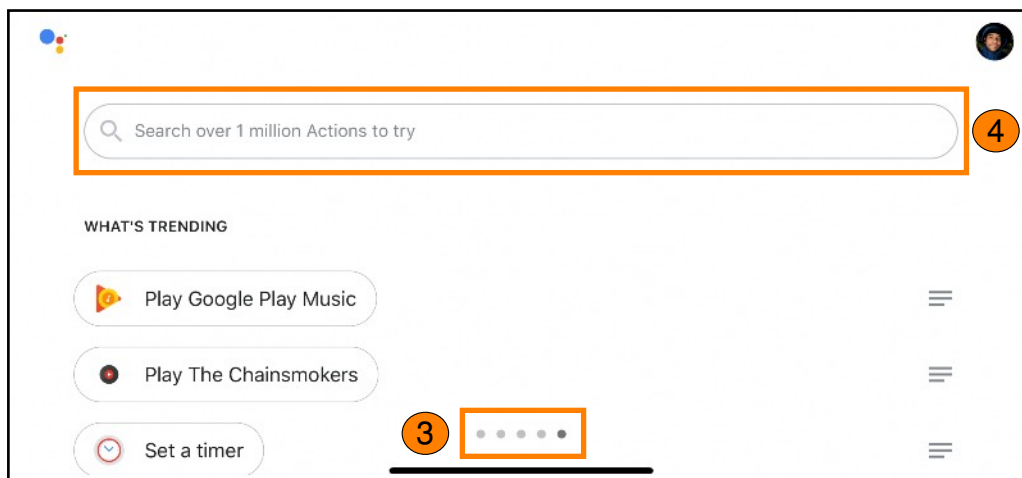 Search over 1 million Actions to try
4
WHAT'S TRENDING
Play Google Play Music
Play The Chainsmokers
3
Set a timer